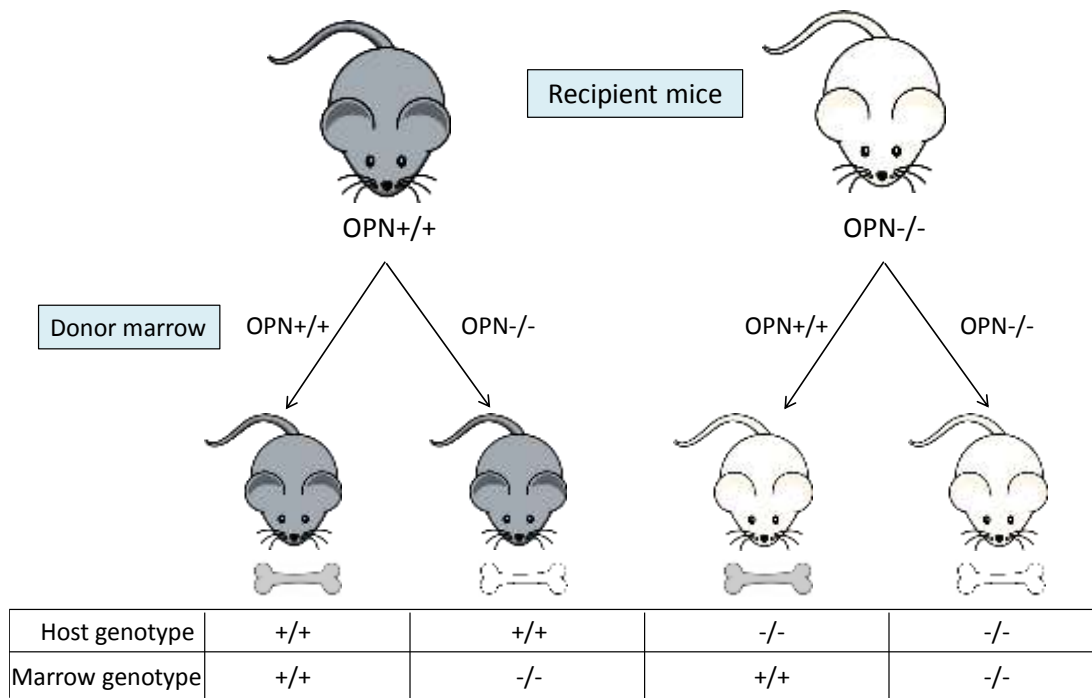 Recipient mice
OPN+/+ OPN-/-
Donor marrow OPN+/+ OPN-/- OPN+/+ OPN-/-
Host genotype +/+ +/+ -/- -/-
Marrow genotype +/+ -/- +/+ -/-